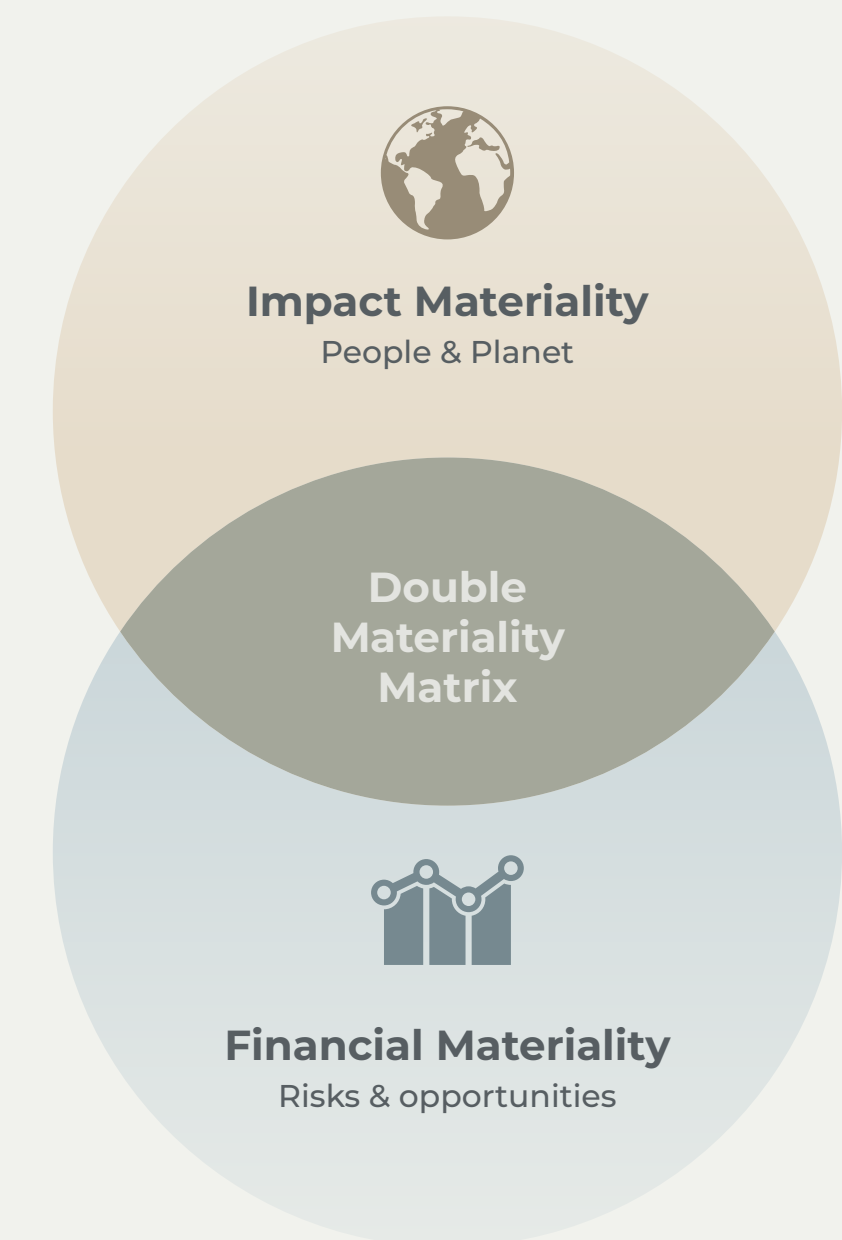 Impact Materiality
People & Planet
Double
Materiality
Matrix
Financial Materiality
Risks & opportunities